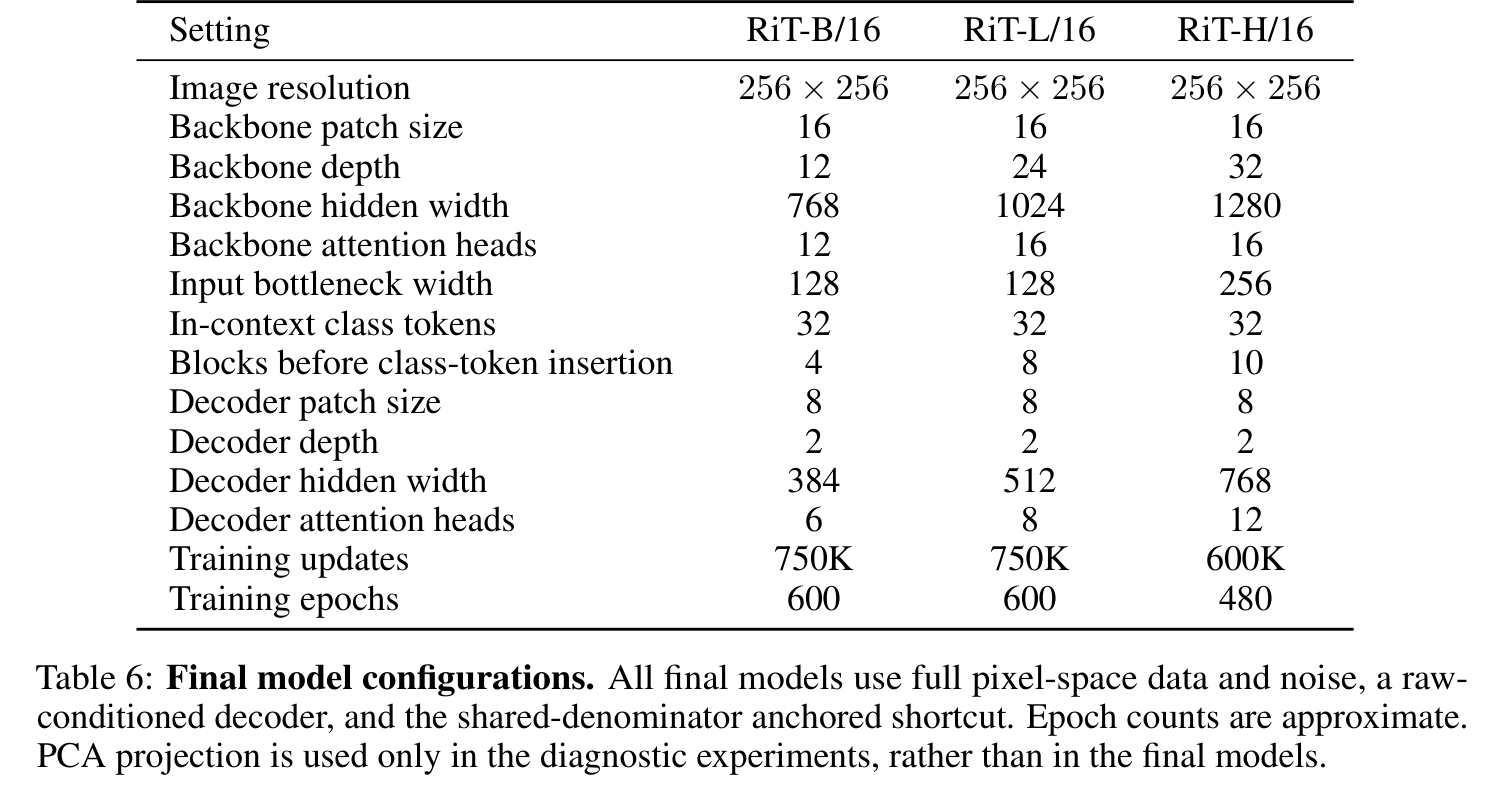 Setting RiT-B/16 RiT-L/16 RiT-H/16
Image resolution 256 × 256 256 × 256 256 × 256
Backbone patch size 16 16 16
Backbone depth 12 24 32
Backbone hidden width 768 1024 1280
Backbone attention heads 12 16 16
Input bottleneck width 128 128 256
In-context class tokens 32 32 32
Blocks before class-token insertion 4 8 10
Decoder patch size 8 8 8
Decoder depth 2 2 2
Decoder hidden width 384 512 768
Decoder attention heads 6 8 12
Training updates 750K 750K 600K
Training epochs 600 600 480
Table 6: Final model configurations. All final models use full pixel-space data and noise, a raw-
conditioned decoder, and the shared-denominator anchored shortcut. Epoch counts are approximate.
PCA projection is used only in the diagnostic experiments, rather than in the final models.